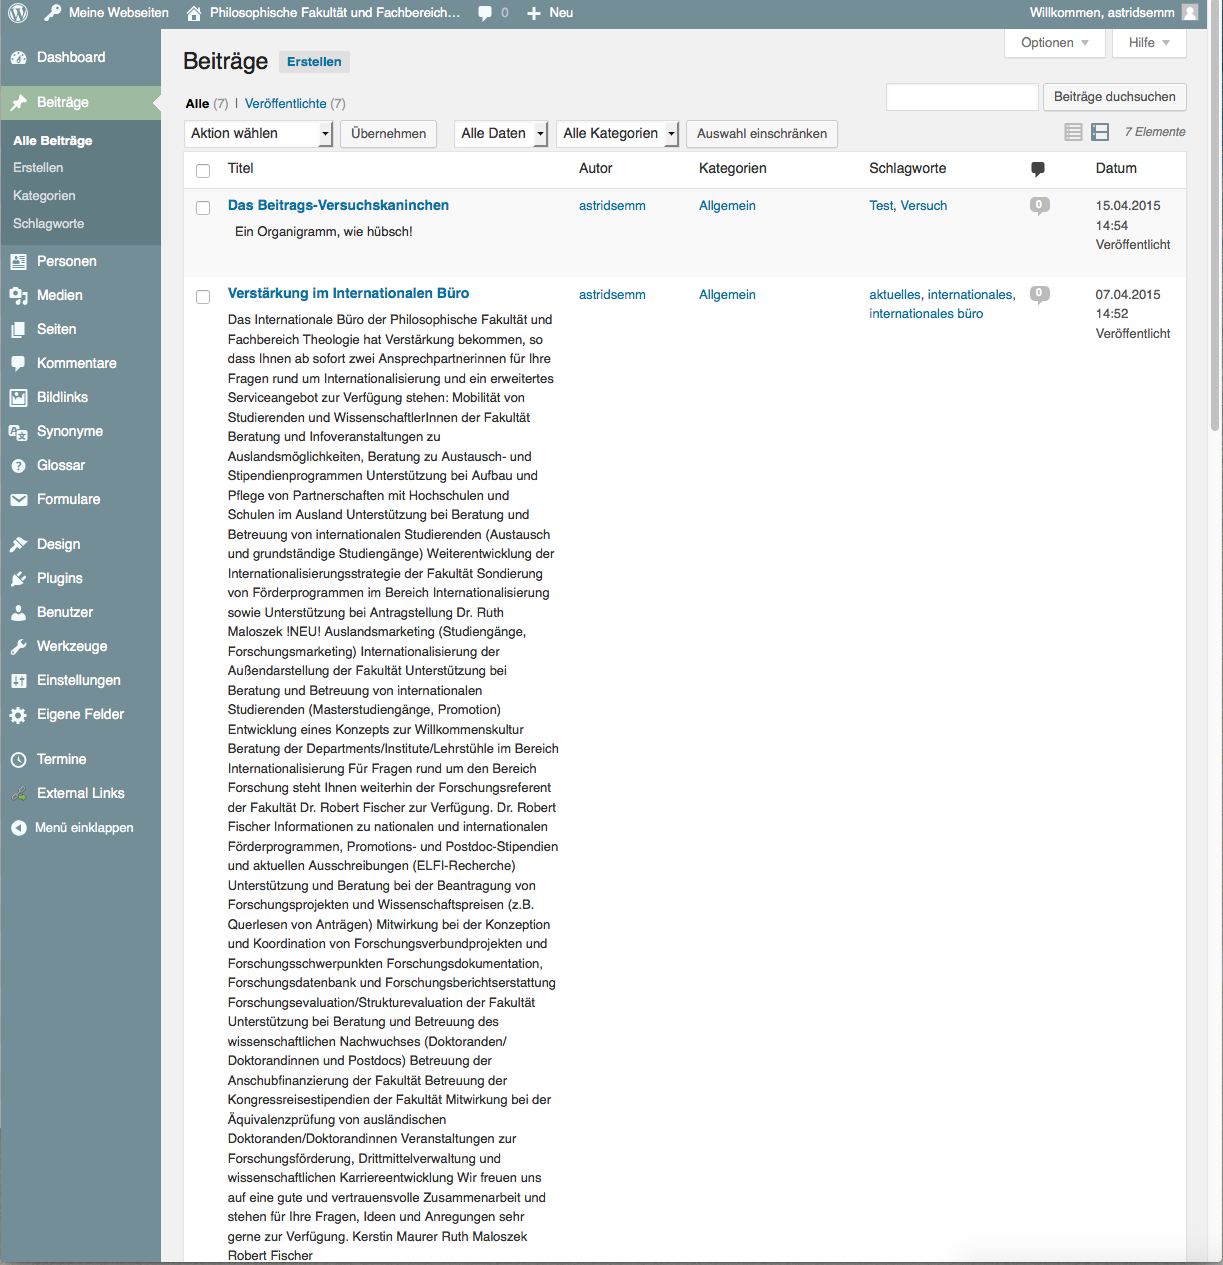 Meine Webseiten Philosophische Fakultät und Fachbereich… 0 Neu Willkommen, astridsemm
Optionen Hilfe
Dashboard
Beiträge
Alle Beiträge
Erstellen
Kategorien
Schlagworte
Personen
Medien
Seiten
Kommentare
Bildlinks
Synonyme
Glossar
Formulare
Design
Plugins
Benutzer
Werkzeuge
Einstellungen
Eigene Felder
Termine
External Links
Menü einklappen
Beiträge Erstellen
Alle (7) | Veröffentlichte (7)
Beiträge duchsuchen
Aktion wählen Übernehmen Alle Daten Alle Kategorien Auswahl einschränken 7 Elemente
Titel Autor Kategorien Schlagworte Datum
Das Beitrags-Versuchskaninchen astridsemm Allgemein Test, Versuch 0 15.04.2015
14:54
Veröffentlicht
Ein Organigramm, wie hübsch!
Verstärkung im Internationalen Büro astridsemm Allgemein aktuelles, internationales, 0 07.04.2015
internationales büro 14:52
Veröffentlicht
Das Internationale Büro der Philosophische Fakultät und
Fachbereich Theologie hat Verstärkung bekommen, so
dass Ihnen ab sofort zwei Ansprechpartnerinnen für Ihre
Fragen rund um Internationalisierung und ein erweitertes
Serviceangebot zur Verfügung stehen: Mobilität von
Studierenden und WissenschaftlerInnen der Fakultät
Beratung und Infoveranstaltungen zu
Auslandsmöglichkeiten, Beratung zu Austausch- und
Stipendienprogrammen Unterstützung bei Aufbau und
Pflege von Partnerschaften mit Hochschulen und
Schulen im Ausland Unterstützung bei Beratung und
Betreuung von internationalen Studierenden (Austausch
und grundständige Studiengänge) Weiterentwicklung der
Internationalisierungsstrategie der Fakultät Sondierung
von Förderprogrammen im Bereich Internationalisierung
sowie Unterstützung bei Antragstellung Dr. Ruth
Maloszek !NEU! Auslandsmarketing (Studiengänge,
Forschungsmarketing) Internationalisierung der
Außendarstellung der Fakultät Unterstützung bei
Beratung und Betreuung von internationalen
Studierenden (Masterstudiengänge, Promotion)
Entwicklung eines Konzepts zur Willkommenskultur
Beratung der Departments/Institute/Lehrstühle im Bereich
Internationalisierung Für Fragen rund um den Bereich
Forschung steht Ihnen weiterhin der Forschungsreferent
der Fakultät Dr. Robert Fischer zur Verfügung. Dr. Robert
Fischer Informationen zu nationalen und internationalen
Förderprogrammen, Promotions- und Postdoc-Stipendien
und aktuellen Ausschreibungen (ELFI-Recherche)
Unterstützung und Beratung bei der Beantragung von
Forschungsprojekten und Wissenschaftspreisen (z.B.
Querlesen von Anträgen) Mitwirkung bei der Konzeption
und Koordination von Forschungsverbundprojekten und
Forschungsschwerpunkten Forschungsdokumentation,
Forschungsdatenbank und Forschungsberichtserstattung
Forschungsevaluation/Strukturevaluation der Fakultät
Unterstützung bei Beratung und Betreuung des
wissenschaftlichen Nachwuchses (Doktoranden/
Doktorandinnen und Postdocs) Betreuung der
Anschubfinanzierung der Fakultät Betreuung der
Kongressreisestipendien der Fakultät Mitwirkung bei der
Äquivalenzprüfung von ausländischen
Doktoranden/Doktorandinnen Veranstaltungen zur
Forschungsförderung, Drittmittelverwaltung und
wissenschaftlichen Karriereentwicklung Wir freuen uns
auf eine gute und vertrauensvolle Zusammenarbeit und
stehen für Ihre Fragen, Ideen und Anregungen sehr
gerne zur Verfügung. Kerstin Maurer Ruth Maloszek
Robert Fischer